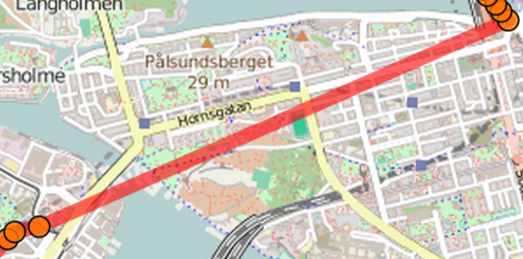 Långholmen
Pålsundsberget
29 m
rsholme
Hornsgatan